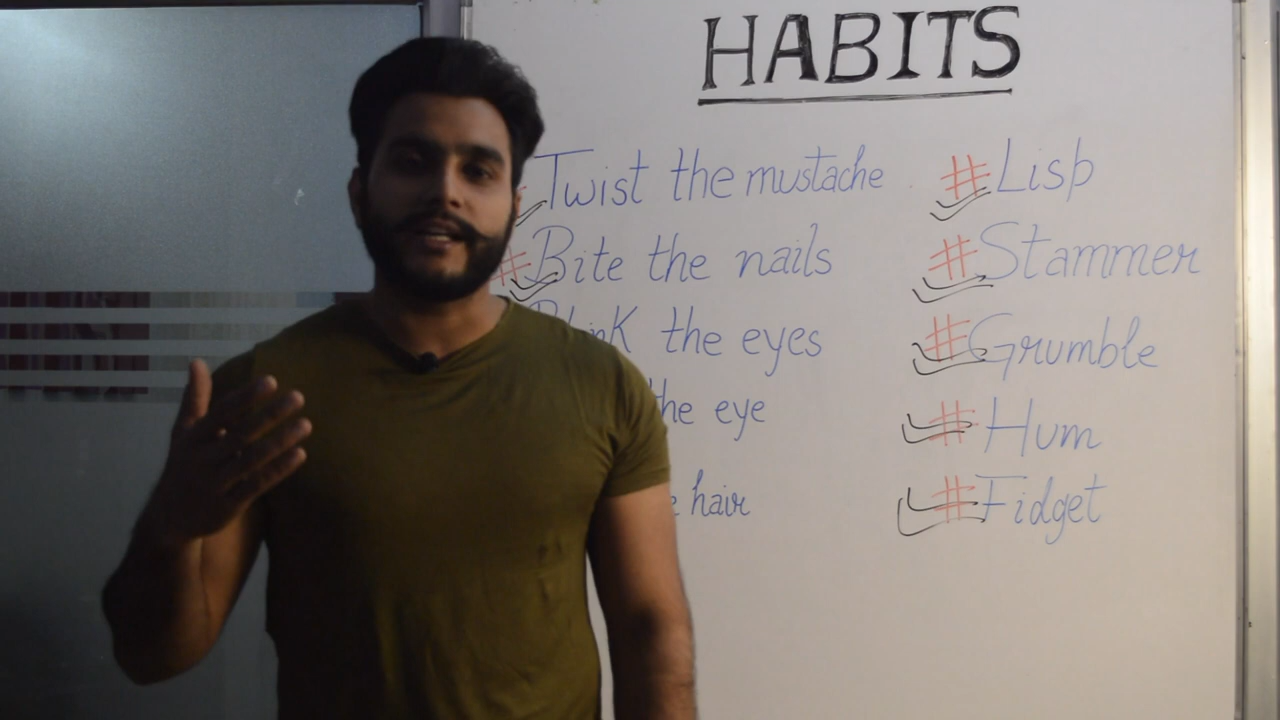 HABITS
# Twist the mustache
# Bite the nails
the eyes
the eye
hair
# Lisp
# Stammer
# Grumble
# Hum
# Fidget